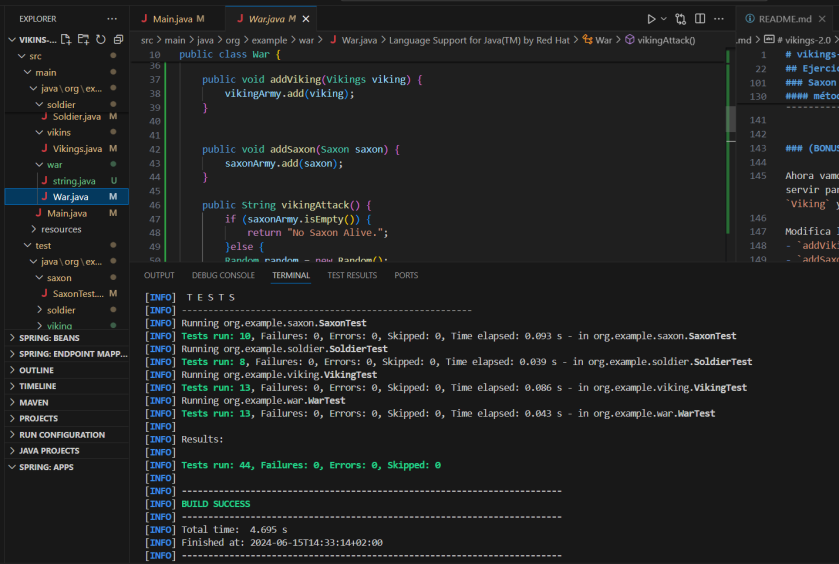 EXPLORER
VIKINS-...
src
main
java\org\ex...
soldier
Soldier.java M
vikins
Vikings.java M
war
string.java U
War.java M
Main.java M
resources
test
java\org\ex...
saxon
SaxonTest.... M
soldier
viking
SPRING: BEANS
SPRING: ENDPOINT MAPP...
OUTLINE
TIMELINE
MAVEN
PROJECTS
RUN CONFIGURATION
JAVA PROJECTS
SPRING: APPS
Main.java M
War.java M
src > main > java > org > example > war > War.java > Language Support for Java(TM) by Red Hat > War > vikingAttack()
10 public class War {
36
37 public void addViking(Vikings viking) {
38 vikingArmy.add(viking);
39 }
40
41
42 public void addSaxon(Saxon saxon) {
43 saxonArmy.add(saxon);
44 }
45
46 public String vikingAttack() {
47 if (saxonArmy.isEmpty()) {
48 return "No Saxon Alive.";
49 }else {
50 Random random = new Random();
README.md
.md > # vikings-2.0
1 # vikings-
22 ## Ejercic
101 ### Saxon
130 #### méto
141
142
143 ### (BONUS
144
145 Ahora vamo
servir par
`Viking` y
146
147 Modifica l
148 - `addViki
149 - `addSaxo
OUTPUT DEBUG CONSOLE TERMINAL TEST RESULTS PORTS
[INFO] T E S T S
[INFO] -------------------------------------------------------
[INFO] Running org.example.saxon.SaxonTest
[INFO] Tests run: 10, Failures: 0, Errors: 0, Skipped: 0, Time elapsed: 0.093 s - in org.example.saxon.SaxonTest
[INFO] Running org.example.soldier.SoldierTest
[INFO] Tests run: 8, Failures: 0, Errors: 0, Skipped: 0, Time elapsed: 0.039 s - in org.example.soldier.SoldierTest
[INFO] Running org.example.viking.VikingTest
[INFO] Tests run: 13, Failures: 0, Errors: 0, Skipped: 0, Time elapsed: 0.086 s - in org.example.viking.VikingTest
[INFO] Running org.example.war.WarTest
[INFO] Tests run: 13, Failures: 0, Errors: 0, Skipped: 0, Time elapsed: 0.043 s - in org.example.war.WarTest
[INFO]
[INFO] Results:
[INFO]
[INFO] Tests run: 44, Failures: 0, Errors: 0, Skipped: 0
[INFO]
[INFO] ------------------------------------------------------------------------
[INFO] BUILD SUCCESS
[INFO] ------------------------------------------------------------------------
[INFO] Total time: 4.695 s
[INFO] Finished at: 2024-06-15T14:33:14+02:00
[INFO] ------------------------------------------------------------------------